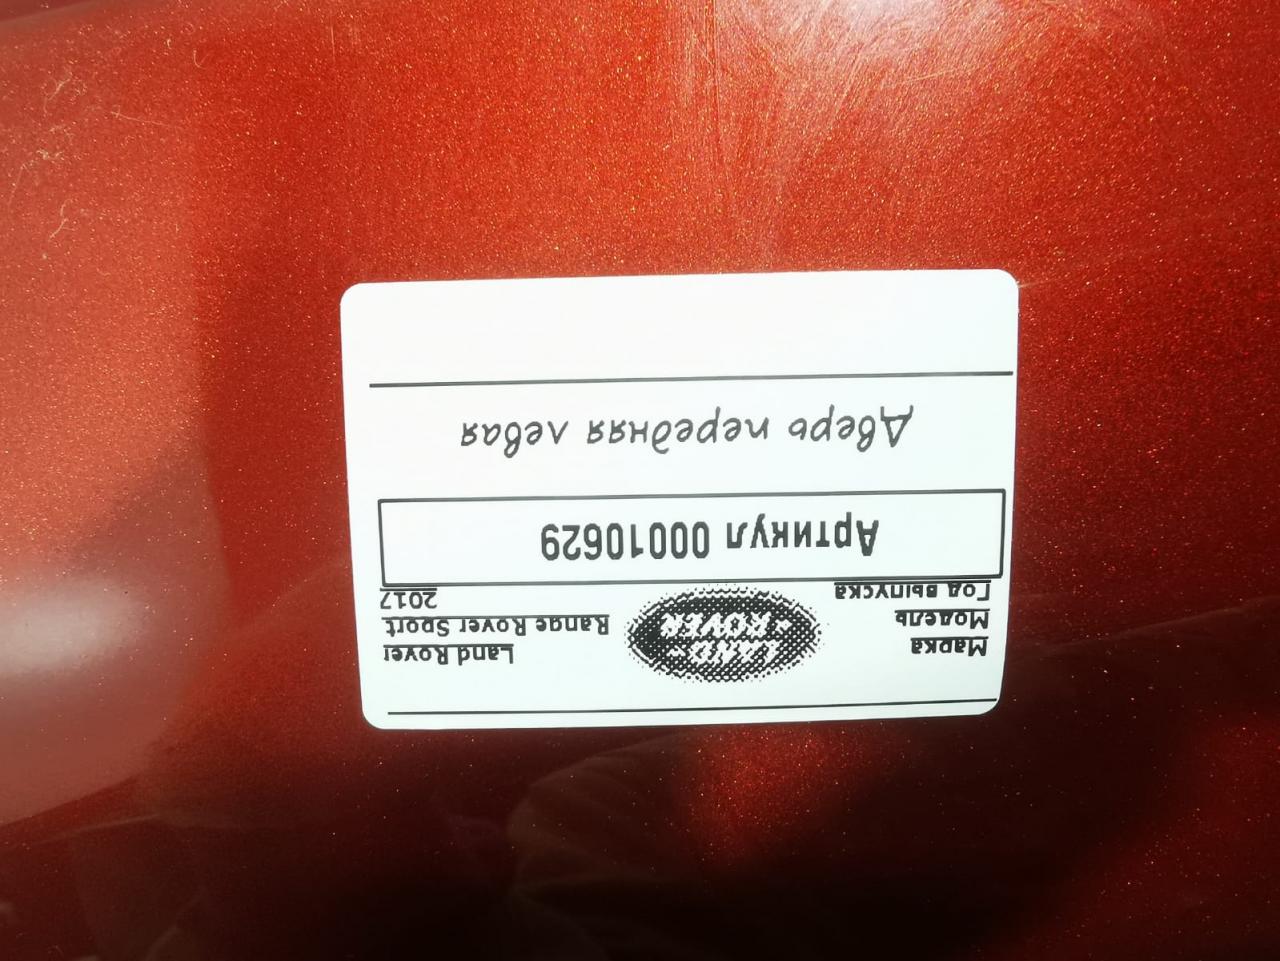 Марка LAND- Land Rover
Модель ROVER Range Rover Sport
Год выпуска 2017
Артикул 00010629
Дверь передняя левая